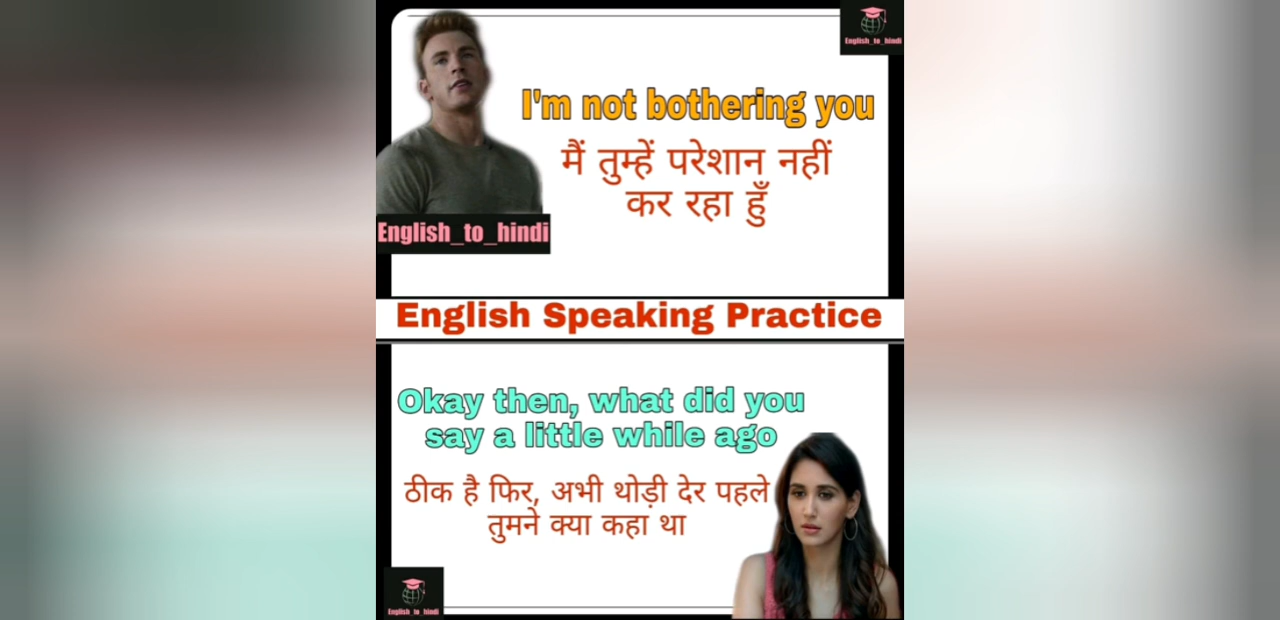 English_to_hindi
I'm not bothering you
मैं तुम्हें परेशान नहीं
कर रहा हुँ
English_to_hindi
English Speaking Practice
Okay then, what did you
say a little while ago
ठीक है फिर, अभी थोड़ी देर पहले
तुमने क्या कहा था
English_to_hindi